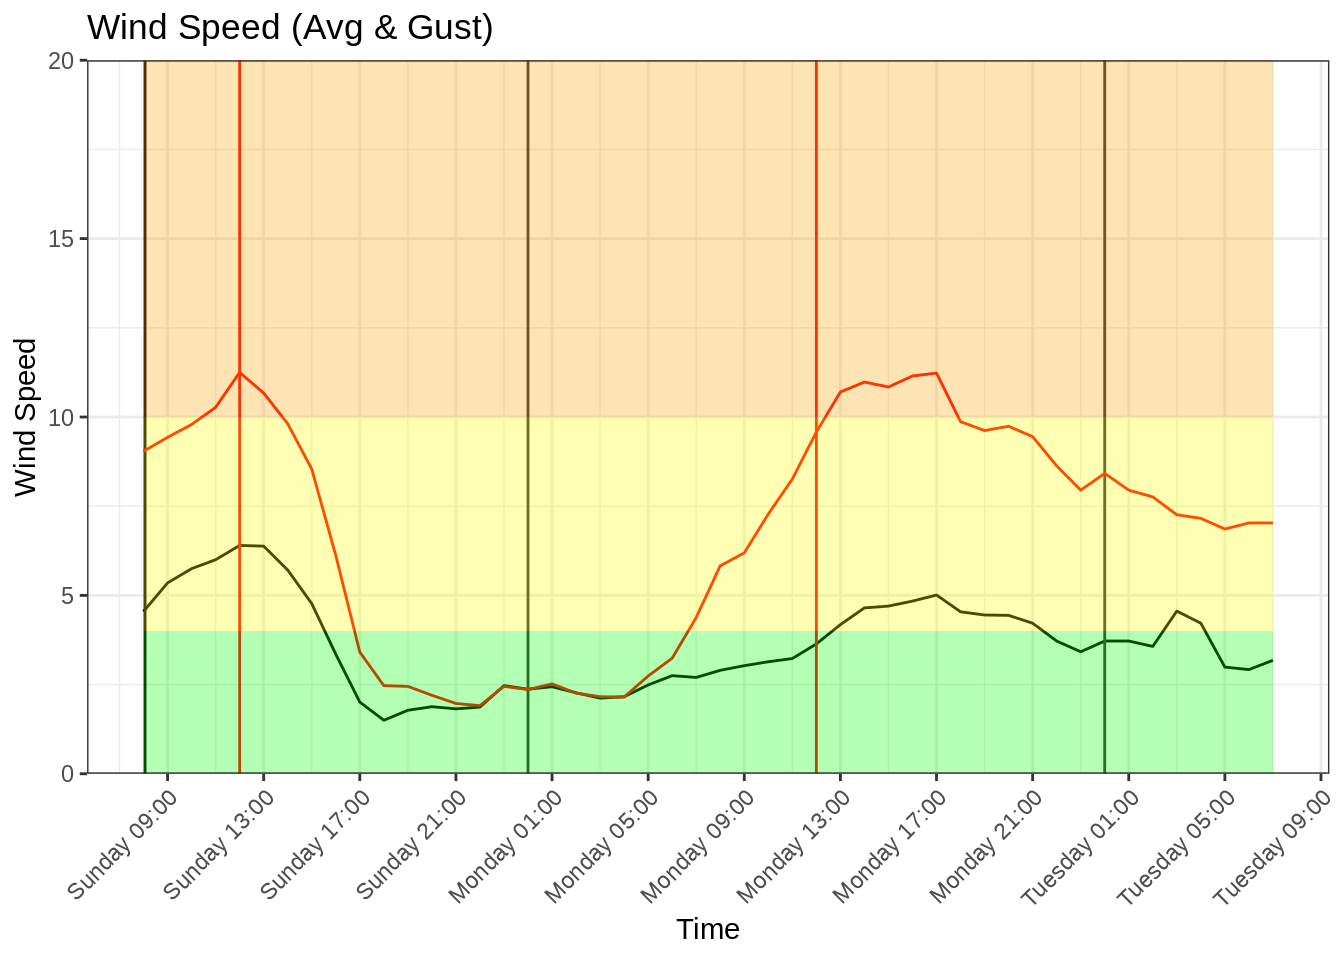 Wind Speed (Avg & Gust)
20
15
10
5
0
Wind Speed
Sunday 09:00
Sunday 13:00
Sunday 17:00
Sunday 21:00
Monday 01:00
Monday 05:00
Monday 09:00
Monday 13:00
Monday 17:00
Monday 21:00
Tuesday 01:00
Tuesday 05:00
Tuesday 09:00
Time